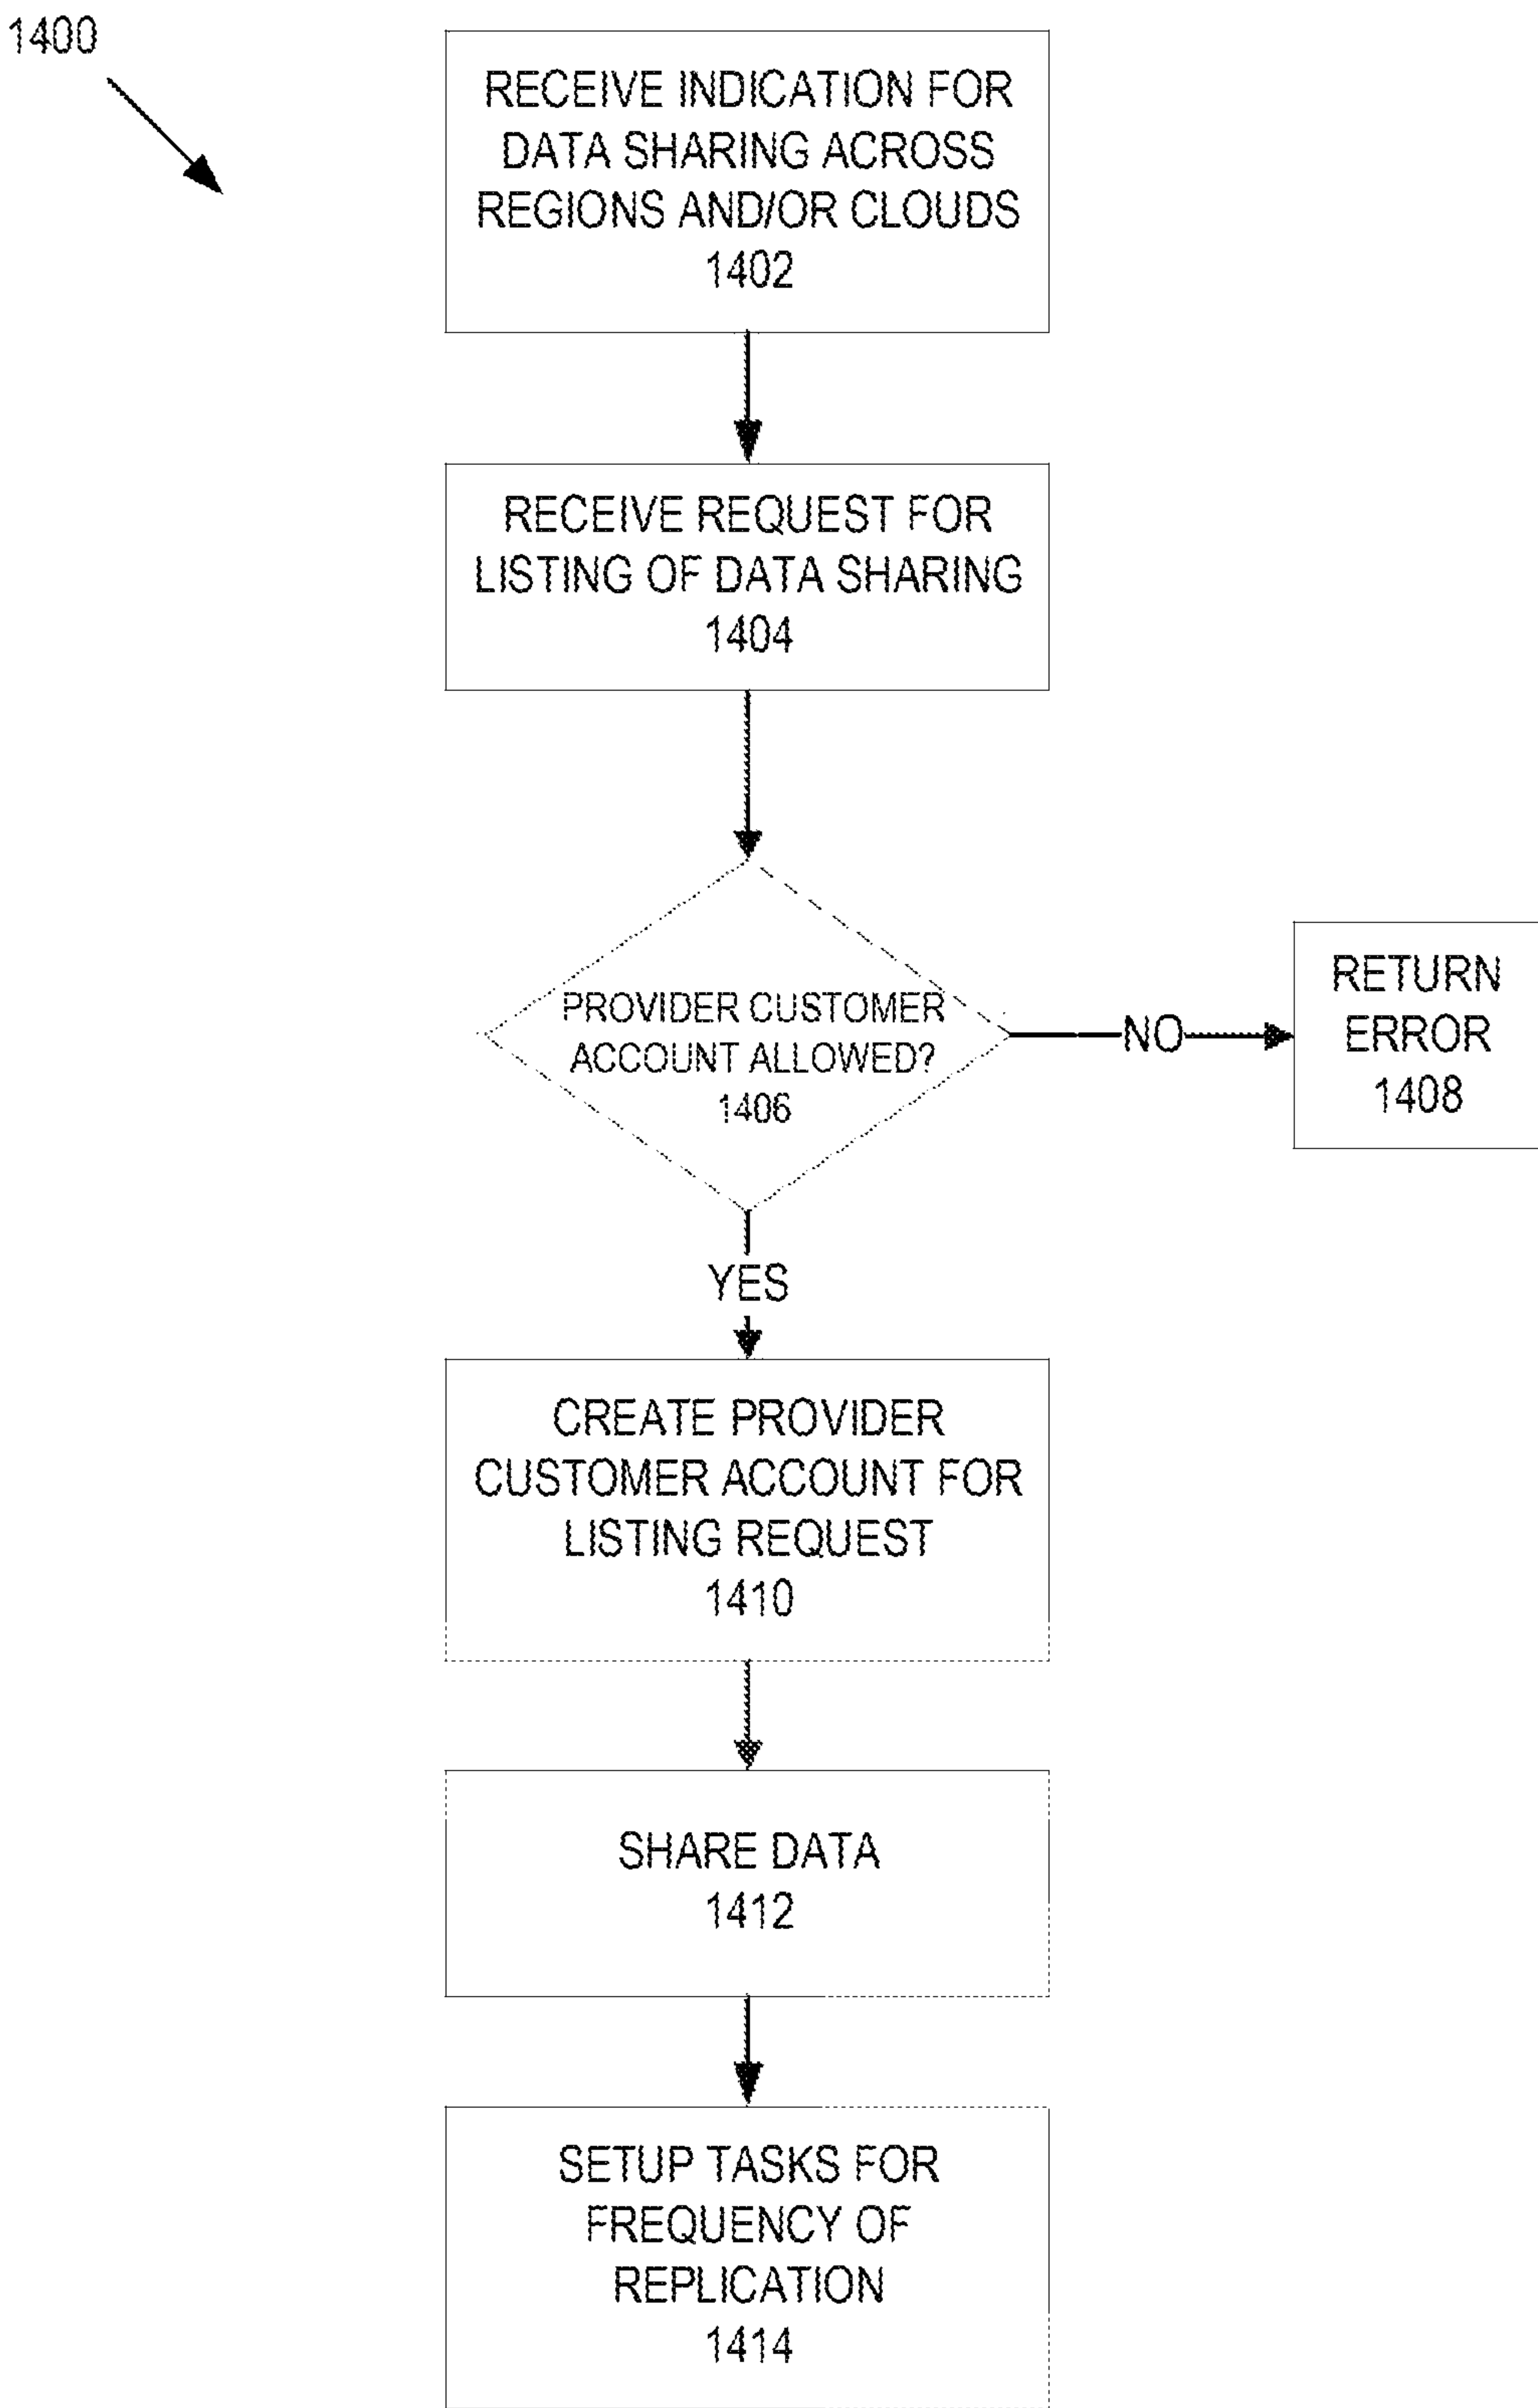 1400
RECEIVE INDICATION FOR
DATA SHARING ACROSS
REGIONS AND/OR CLOUDS
1402
RECEIVE REQUEST FOR
LISTING OF DATA SHARING
1404
PROVIDER CUSTOMER
ACCOUNT ALLOWED?
1406
NO
RETURN
ERROR
1408
YES
CREATE PROVIDER
CUSTOMER ACCOUNT FOR
LISTING REQUEST
1410
SHARE DATA
1412
SETUP TASKS FOR
FREQUENCY OF
REPLICATION
1414